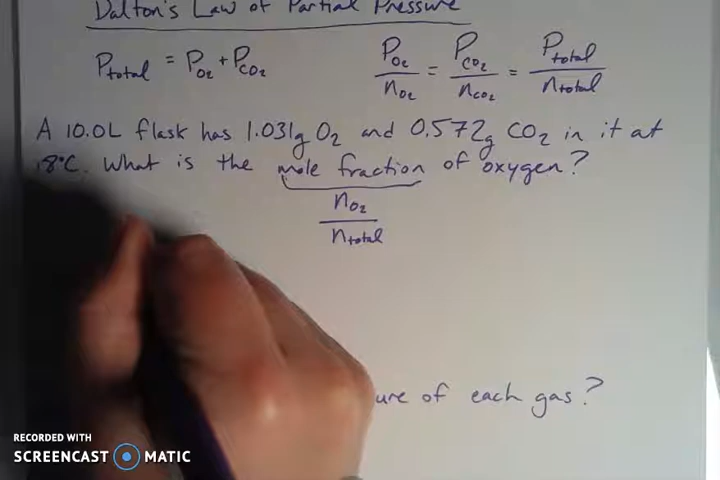 Dalton's Law of Partial Pressure
Ptotal = PO2 + PCO2
PO2/nO2 = PCO2/nCO2 = Ptotal/ntotal
A 10.0L flask has 1.031g O2 and 0.572g CO2 in it at
18°C. What is the mole fraction of oxygen?
nO2
ntotal
ure of each gas?
RECORDED WITH
SCREENCAST MATIC